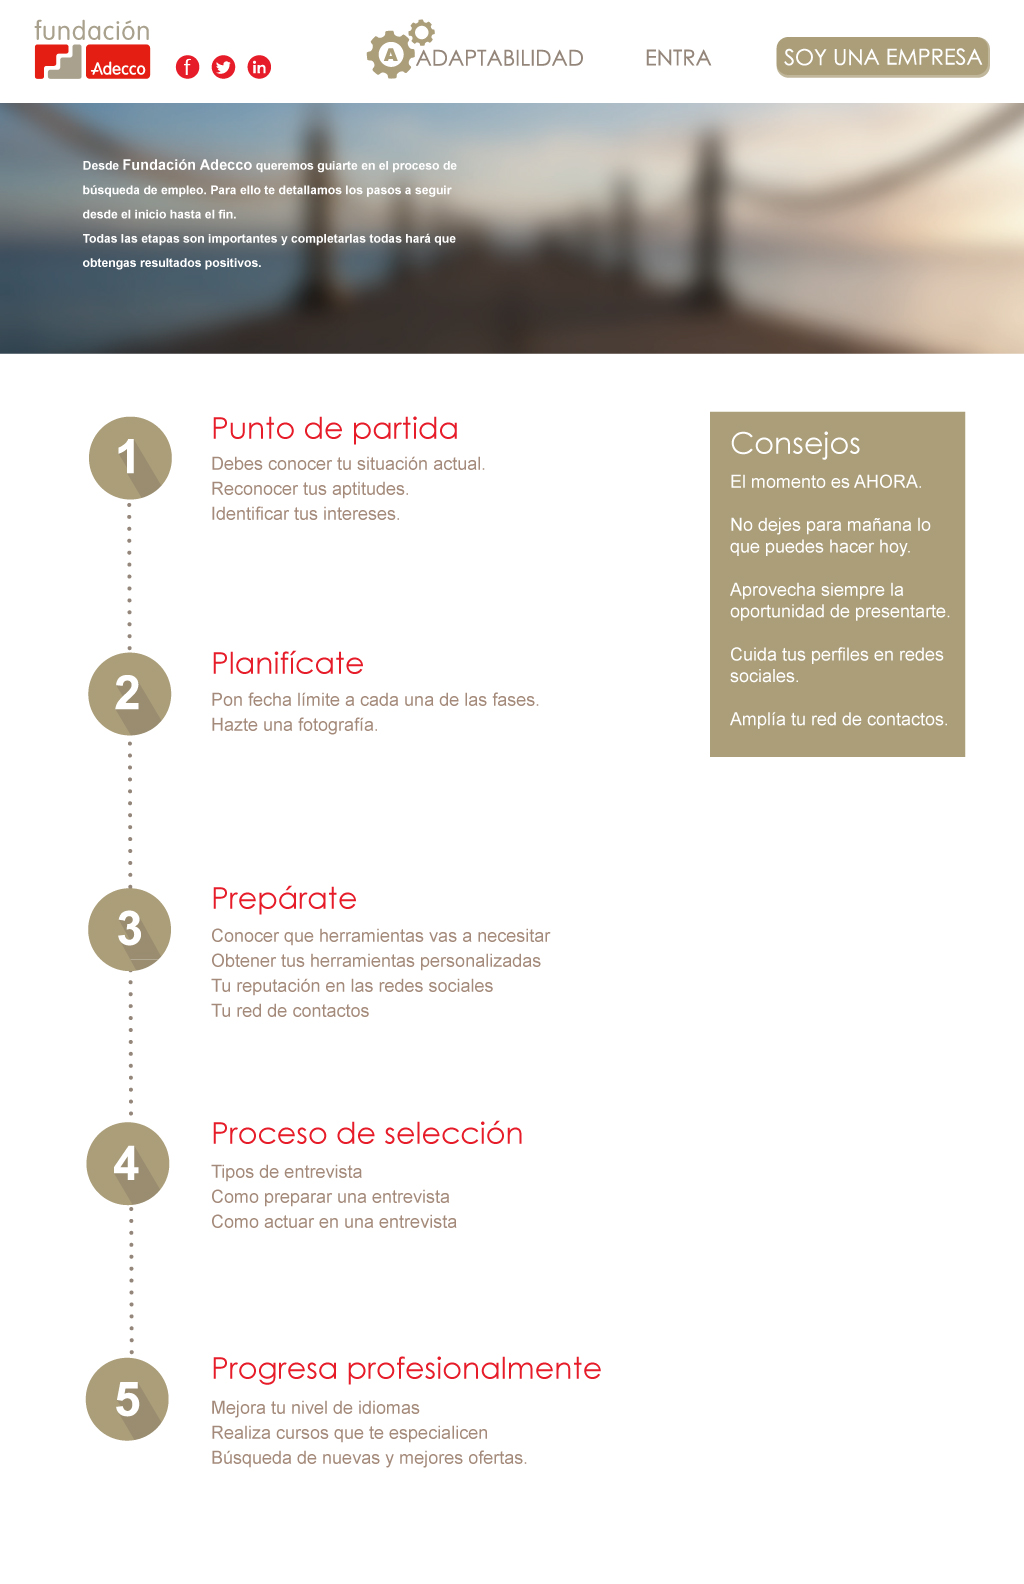 fundación
Adecco
f
in
A
ADAPTABILIDAD
ENTRA
SOY UNA EMPRESA
Desde Fundación Adecco queremos guiarte en el proceso de
búsqueda de empleo. Para ello te detallamos los pasos a seguir
desde el inicio hasta el fin.
Todas las etapas son importantes y completarlas todas hará que
obtengas resultados positivos.
1
Punto de partida
Debes conocer tu situación actual.
Reconocer tus aptitudes.
Identificar tus intereses.
Consejos
El momento es AHORA.
No dejes para mañana lo
que puedes hacer hoy.
Aprovecha siempre la
oportunidad de presentarte.
Cuida tus perfiles en redes
sociales.
Amplía tu red de contactos.
2
Planifícate
Pon fecha límite a cada una de las fases.
Hazte una fotografía.
3
Prepárate
Conocer que herramientas vas a necesitar
Obtener tus herramientas personalizadas
Tu reputación en las redes sociales
Tu red de contactos
4
Proceso de selección
Tipos de entrevista
Como preparar una entrevista
Como actuar en una entrevista
5
Progresa profesionalmente
Mejora tu nivel de idiomas
Realiza cursos que te especialicen
Búsqueda de nuevas y mejores ofertas.